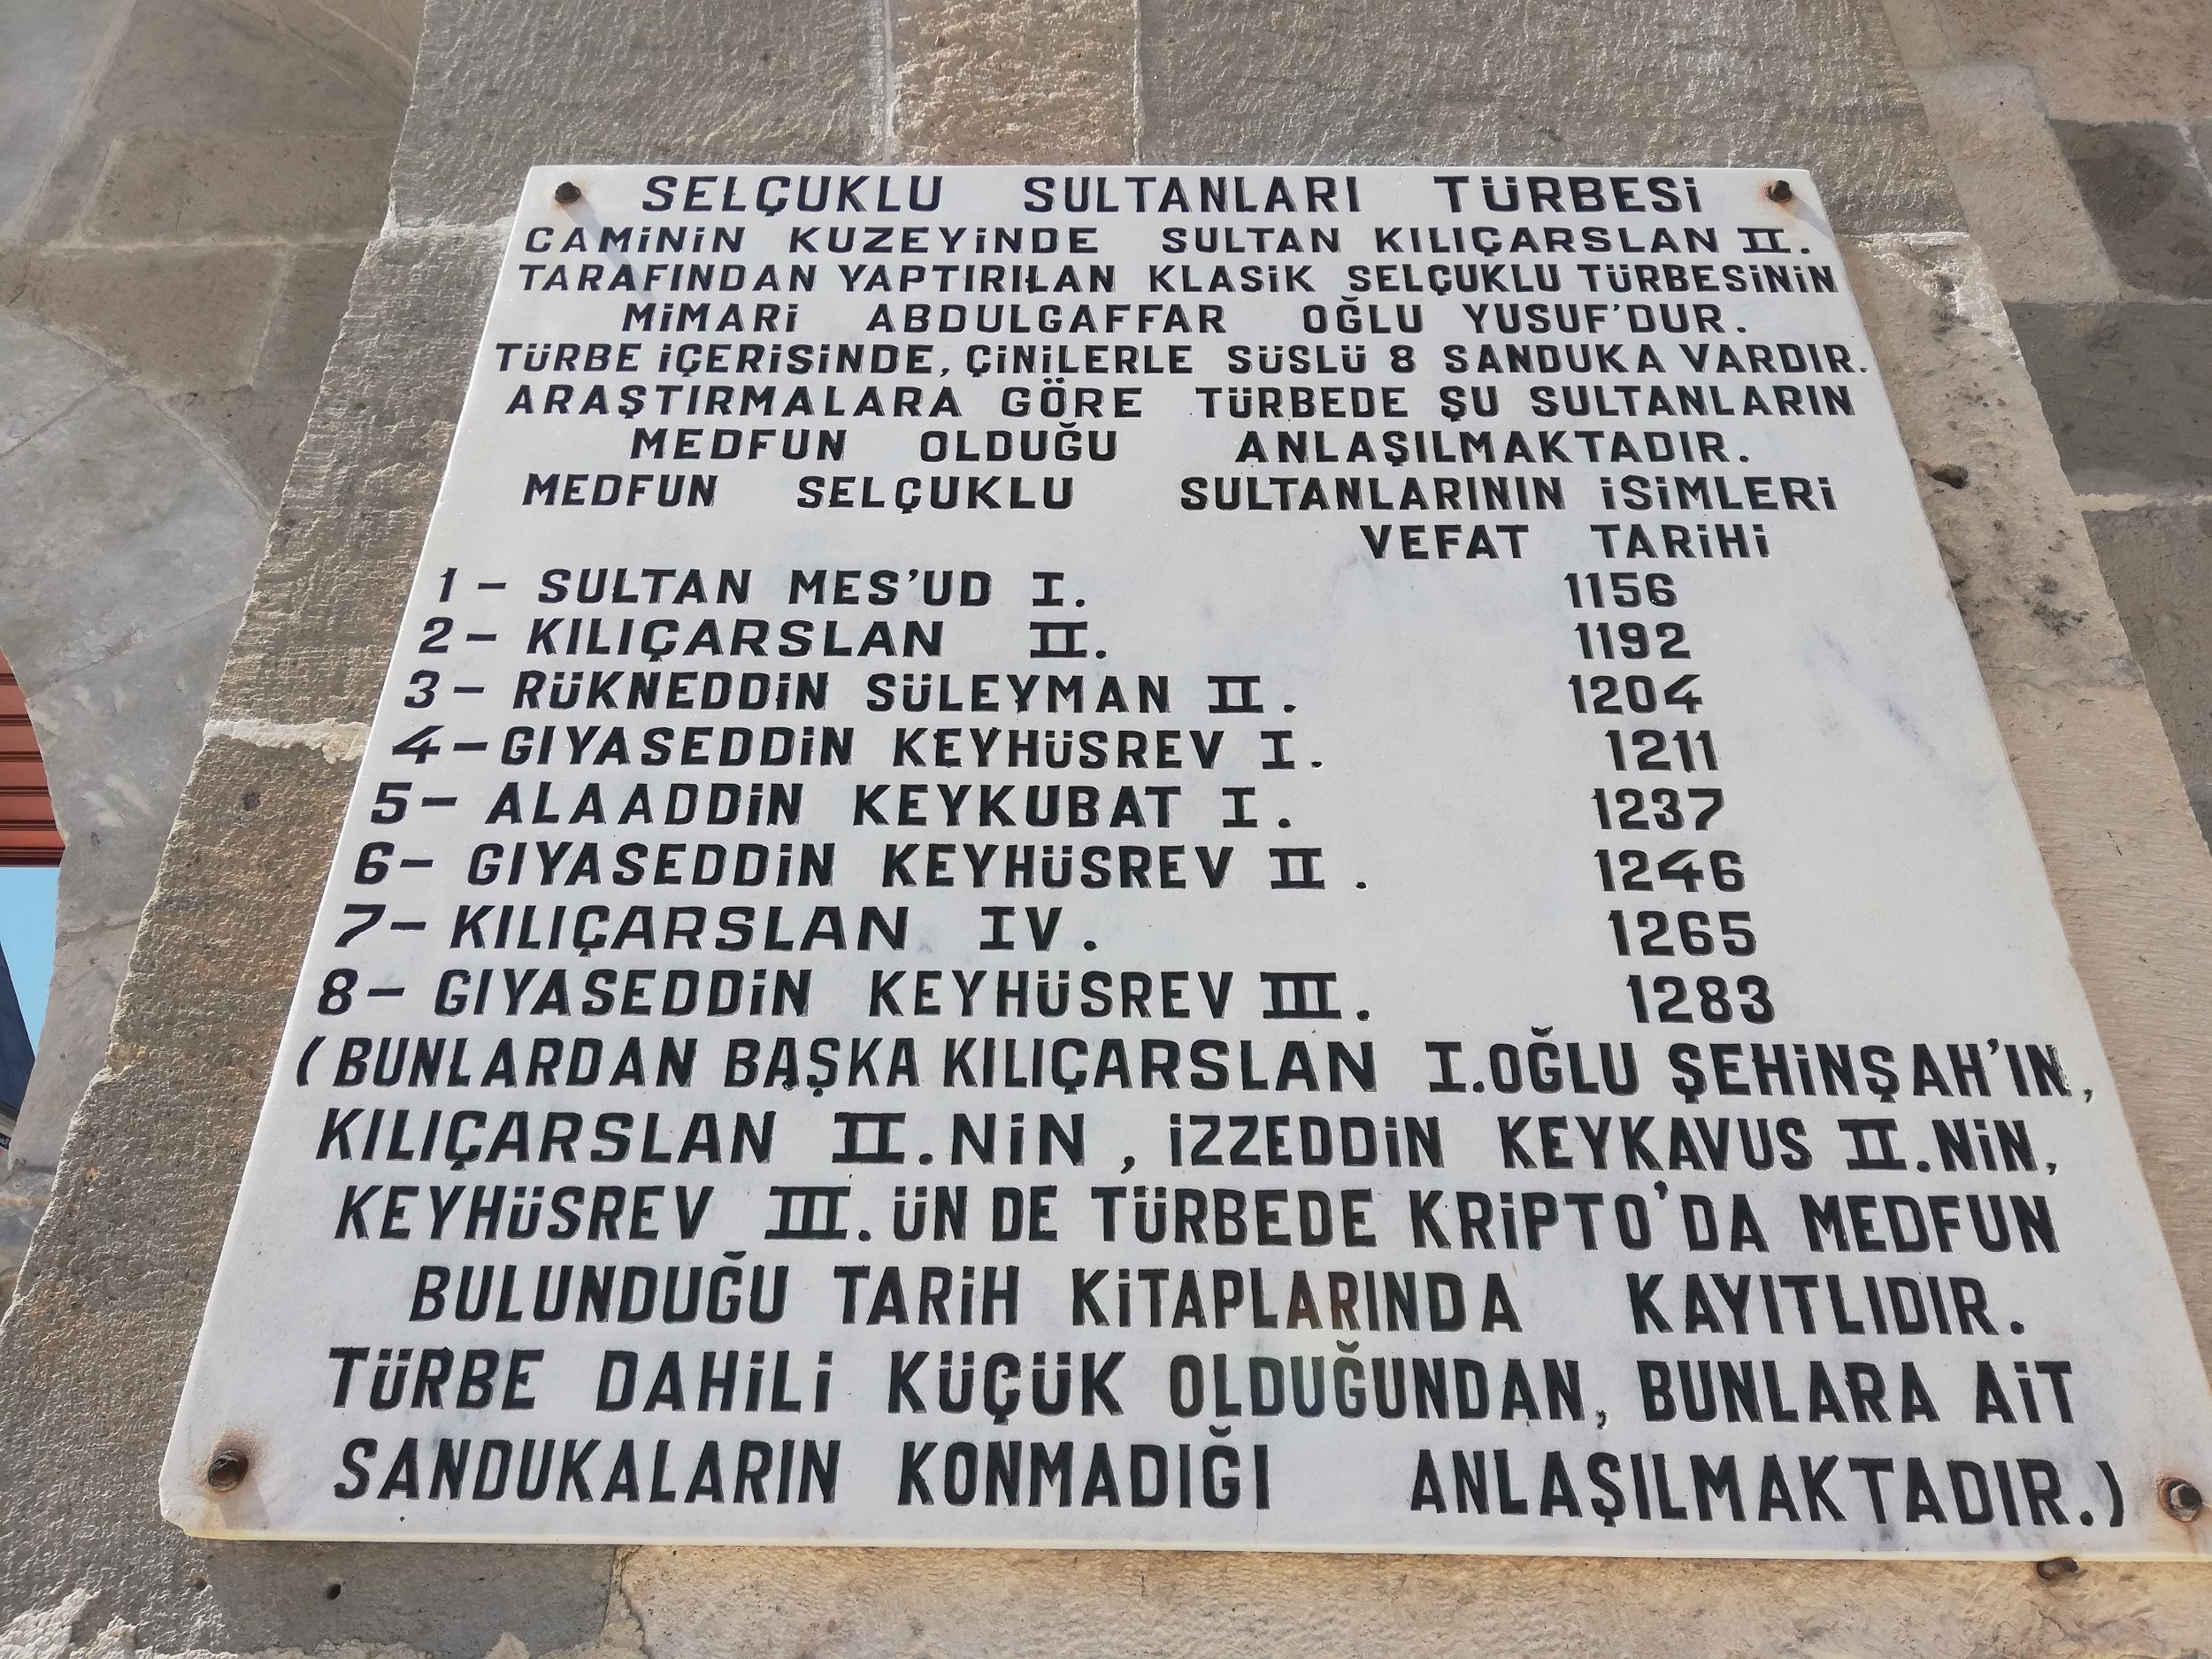 SELÇUKLU SULTANLARI TÜRBESİ
CAMİNİN KUZEYİNDE SULTAN KILIÇARSLAN II.
TARAFINDAN YAPTIRILAN KLASİK SELÇUKLU TÜRBESİNİN
MİMARİ ABDULGAFFAR OĞLU YUSUF'DUR.
TÜRBE İÇERİSİNDE, ÇİNİLERLE SÜSLÜ 8 SANDUKA VARDIR.
ARAŞTIRMALARA GÖRE TÜRBEDE ŞU SULTANLARIN
MEDFUN OLDUĞU ANLAŞILMAKTADIR.
MEDFUN SELÇUKLU SULTANLARININ İSİMLERİ
VEFAT TARİHİ
1- SULTAN MES'UD I. 1156
2- KILIÇARSLAN II. 1192
3- RÜKNEDDİN SÜLEYMAN II. 1204
4- GIYASEDDİN KEYHÜSREV I. 1211
5- ALAADDİN KEYKUBAT I. 1237
6- GIYASEDDİN KEYHÜSREV II. 1246
7- KILIÇARSLAN IV. 1265
8- GIYASEDDİN KEYHÜSREV III. 1283
(BUNLARDAN BAŞKA KILIÇARSLAN I.OĞLU ŞEHİNŞAH'IN,
KILIÇARSLAN II.NİN, İZZEDDİN KEYKAVUS II.NİN,
KEYHÜSREV III.ÜN DE TÜRBEDE KRİPTO'DA MEDFUN
BULUNDUĞU TARİH KİTAPLARINDA KAYITLIDIR.
TÜRBE DAHİLİ KÜÇÜK OLDUĞUNDAN, BUNLARA AİT
SANDUKALARIN KONMADIĞI ANLAŞILMAKTADIR.)